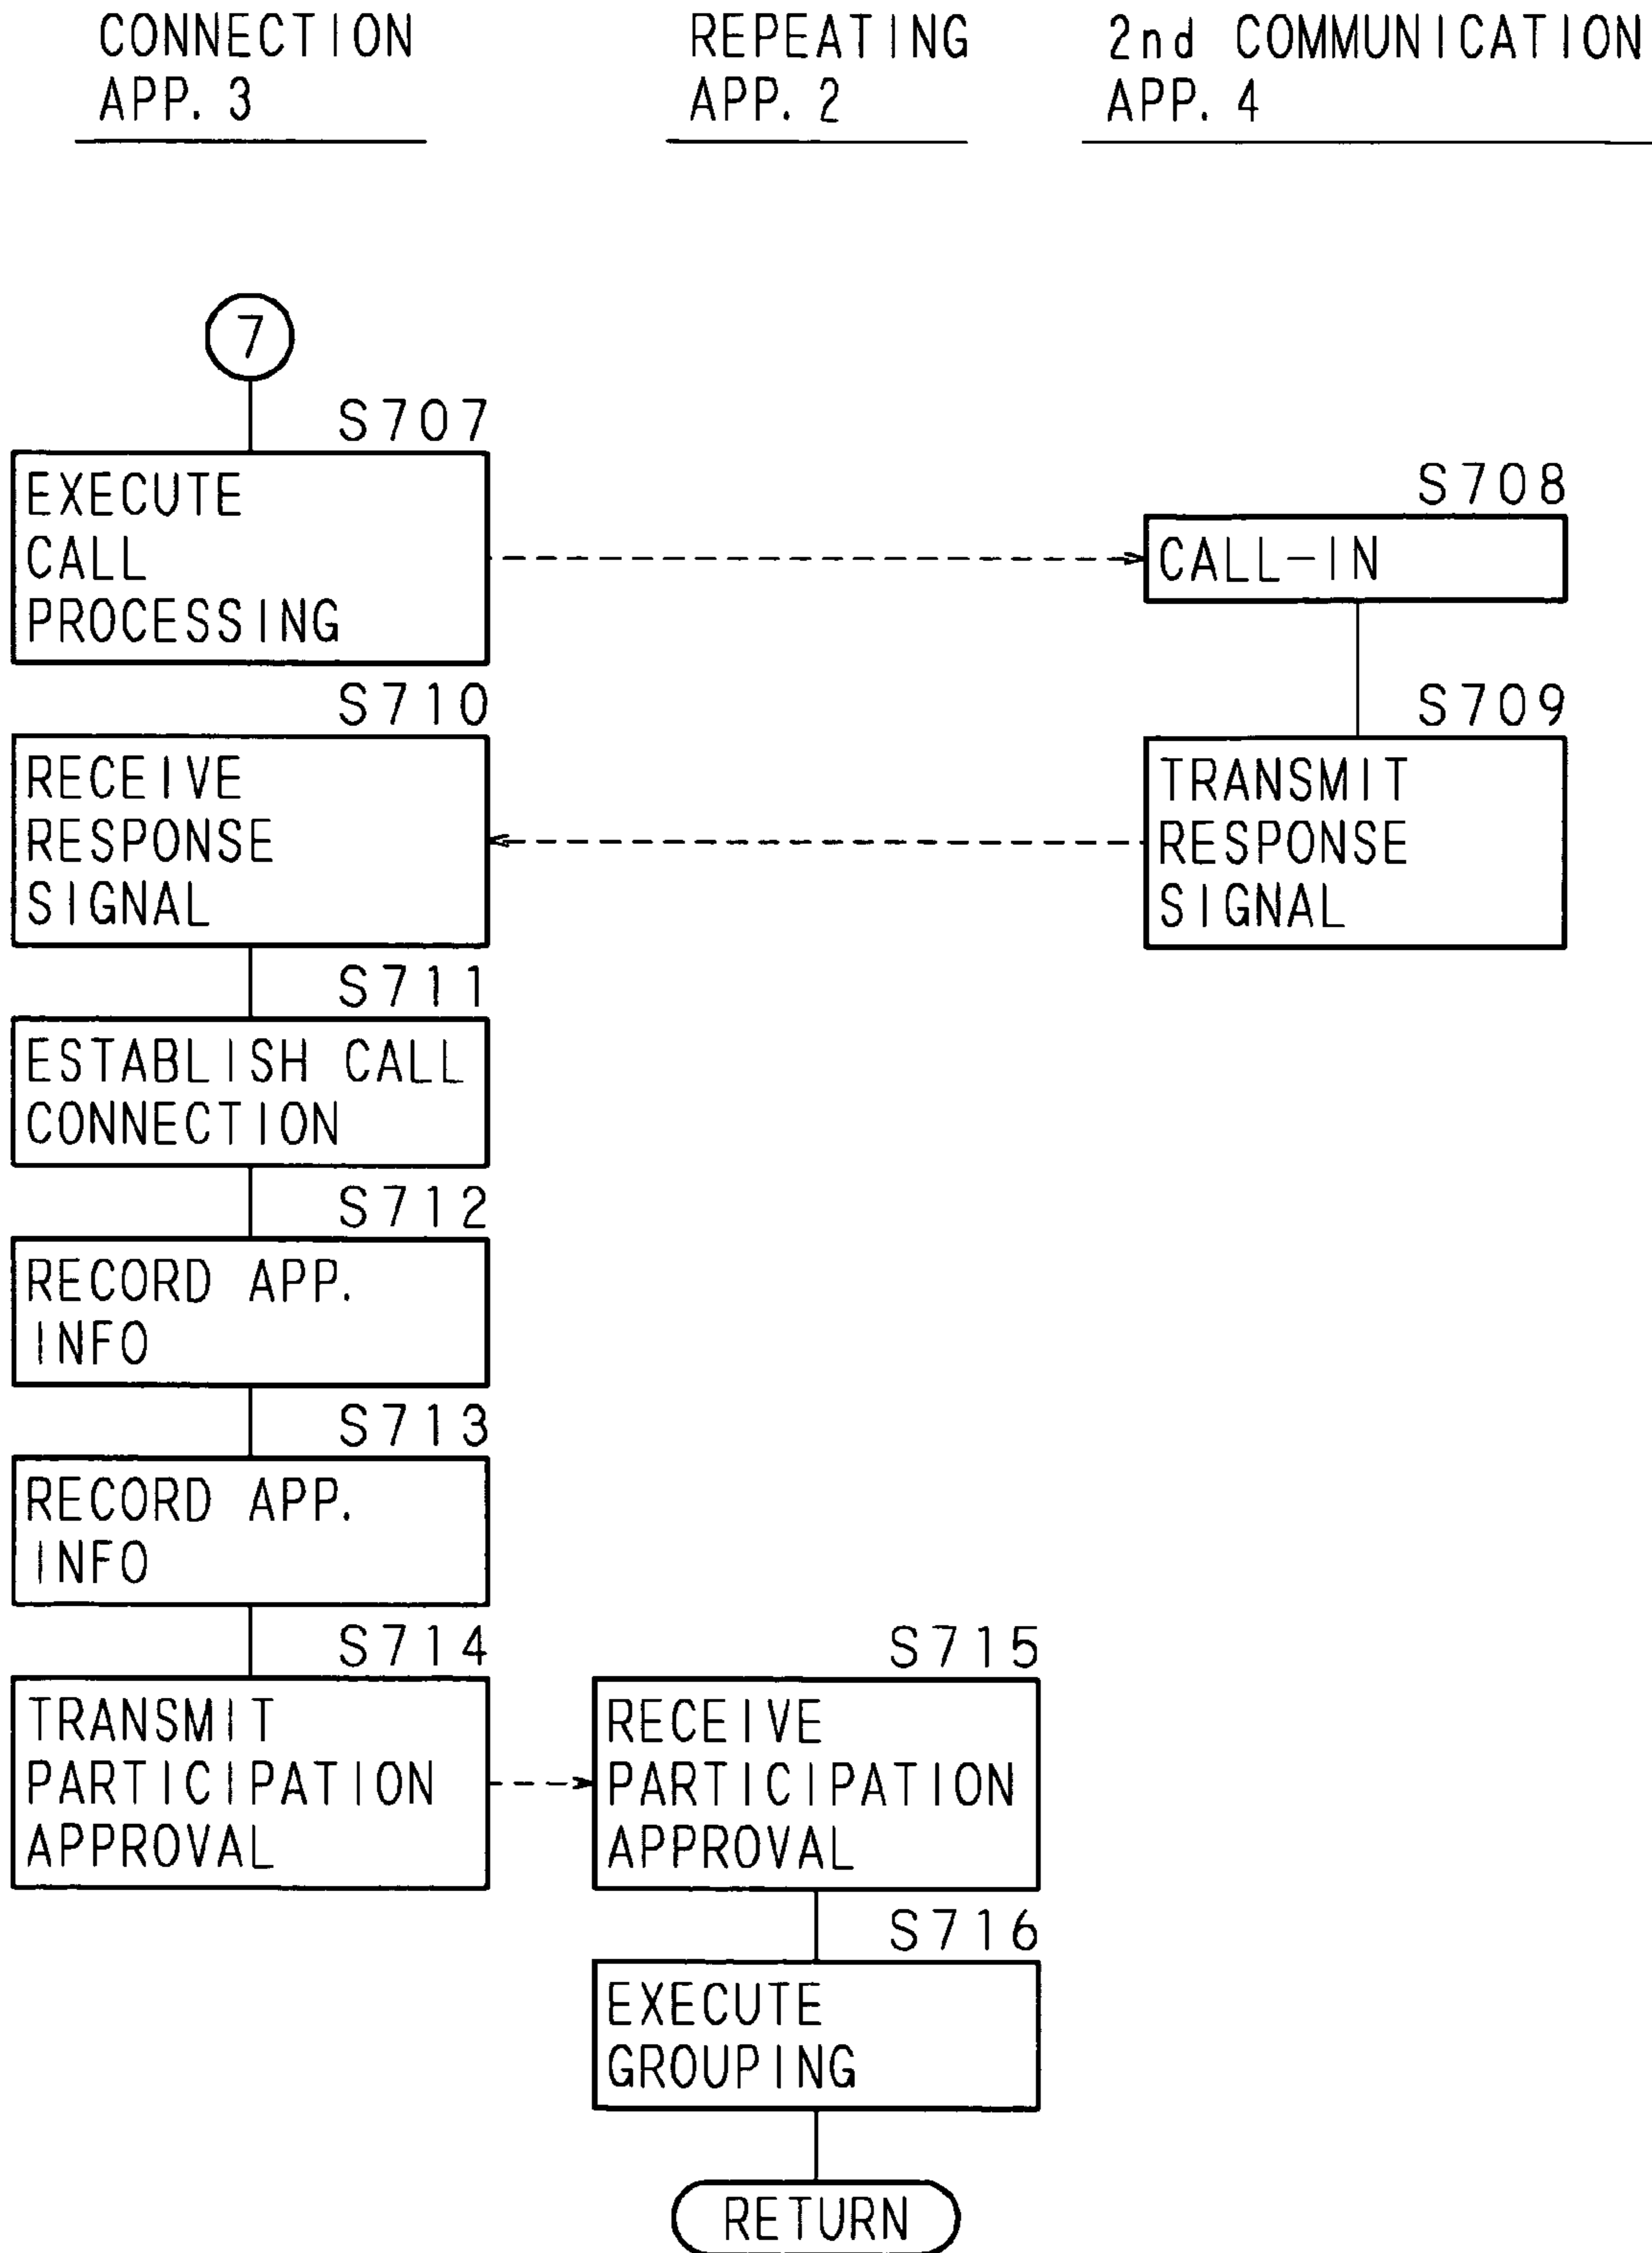 CONNECTION
APP. 3
REPEATING
APP. 2
2nd COMMUNICATION
APP. 4
7
S707
EXECUTE
CALL
PROCESSING
S708
CALL-IN
S710
RECEIVE
RESPONSE
SIGNAL
S709
TRANSMIT
RESPONSE
SIGNAL
S711
ESTABLISH CALL
CONNECTION
S712
RECORD APP.
INFO
S713
RECORD APP.
INFO
S714
TRANSMIT
PARTICIPATION
APPROVAL
S715
RECEIVE
PARTICIPATION
APPROVAL
S716
EXECUTE
GROUPING
RETURN